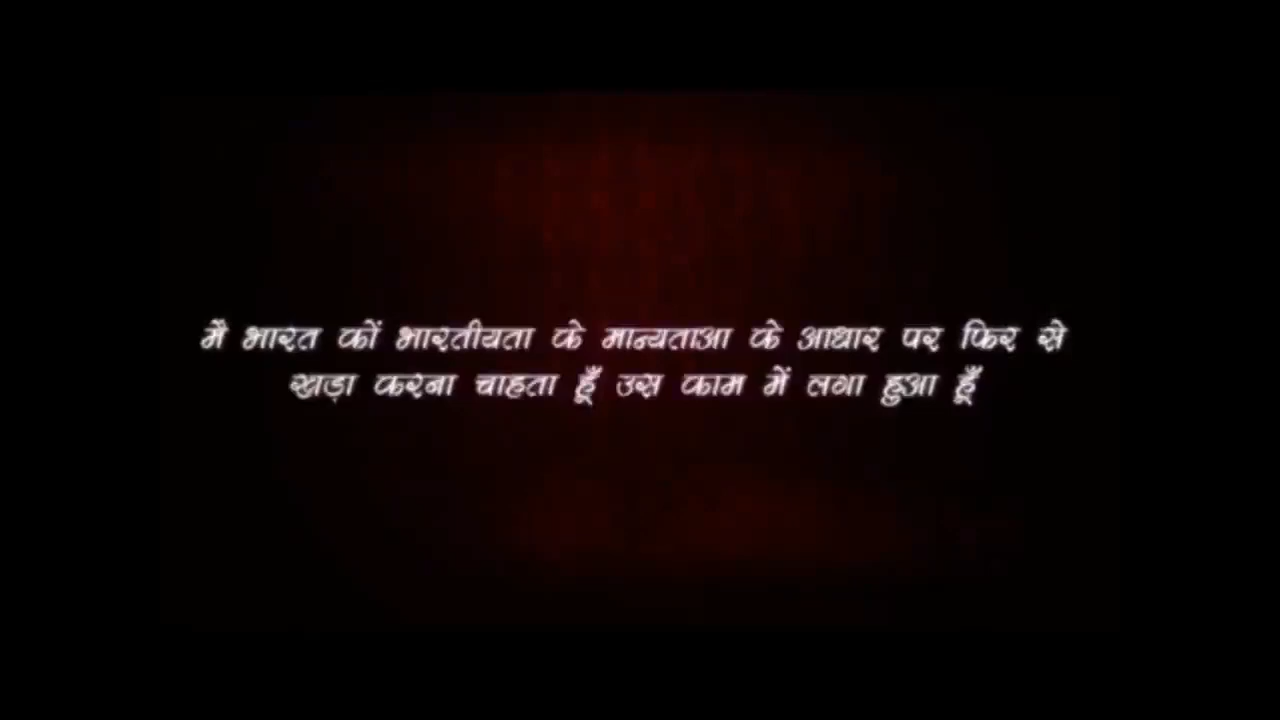 मै भारत कों भारतीयता के मान्यताआ के आधार पर फिर से
खड़ा करना चाहता हूँ उस काम में लगा हुआ हूँ